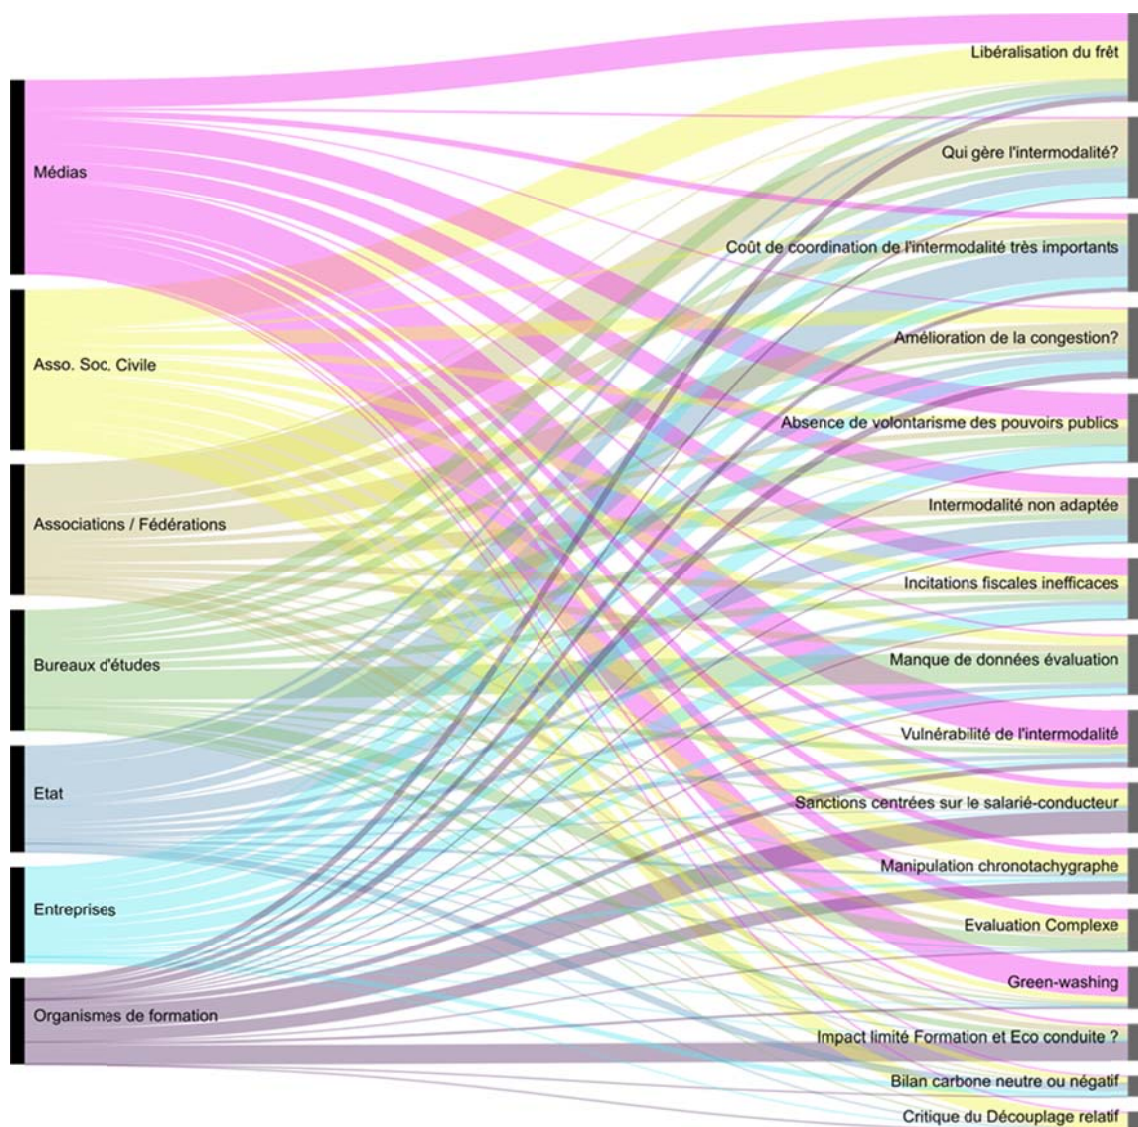 Médias
Asso. Soc. Civile
Associations / Fédérations
Bureaux d'études
Etat
Entreprises
Organismes de formation
Libéralisation du frêt
Qui gère l'intermodalité?
Coût de coordination de l'intermodalité très importants
Amélioration de la congestion?
Absence de volontarisme des pouvoirs publics
Intermodalité non adaptée
Incitations fiscales inefficaces
Manque de données évaluation
Vulnérabilité de l'intermodalité
Sanctions centrées sur le salarié-conducteur
Manipulation chronotachygraphe
Evaluation Complexe
Green-washing
Impact limité Formation et Eco conduite ?
Bilan carbone neutre ou négatif
Critique du Découplage relatif